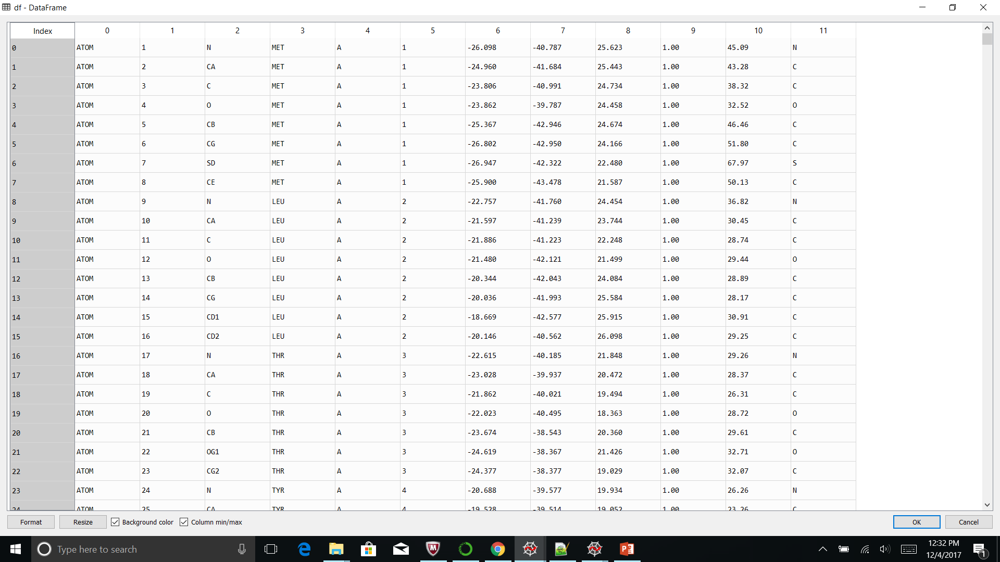 df - DataFrame
Index 0 1 2 3 4 5 6 7 8 9 10 11
0 ATOM 1 N MET A 1 -26.098 -40.787 25.623 1.00 45.09 N
1 ATOM 2 CA MET A 1 -24.960 -41.684 25.443 1.00 43.28 C
2 ATOM 3 C MET A 1 -23.806 -40.991 24.734 1.00 38.32 C
3 ATOM 4 O MET A 1 -23.862 -39.787 24.458 1.00 32.52 O
4 ATOM 5 CB MET A 1 -25.367 -42.946 24.674 1.00 46.46 C
5 ATOM 6 CG MET A 1 -26.802 -42.950 24.166 1.00 51.80 C
6 ATOM 7 SD MET A 1 -26.947 -42.322 22.480 1.00 67.97 S
7 ATOM 8 CE MET A 1 -25.900 -43.478 21.587 1.00 50.13 C
8 ATOM 9 N LEU A 2 -22.757 -41.760 24.454 1.00 36.82 N
9 ATOM 10 CA LEU A 2 -21.597 -41.239 23.744 1.00 30.45 C
10 ATOM 11 C LEU A 2 -21.886 -41.223 22.248 1.00 28.74 C
11 ATOM 12 O LEU A 2 -21.480 -42.121 21.499 1.00 29.44 O
12 ATOM 13 CB LEU A 2 -20.344 -42.043 24.084 1.00 28.89 C
13 ATOM 14 CG LEU A 2 -20.036 -41.993 25.584 1.00 28.17 C
14 ATOM 15 CD1 LEU A 2 -18.669 -42.577 25.915 1.00 30.91 C
15 ATOM 16 CD2 LEU A 2 -20.146 -40.562 26.098 1.00 29.25 C
16 ATOM 17 N THR A 3 -22.615 -40.185 21.848 1.00 29.26 N
17 ATOM 18 CA THR A 3 -23.028 -39.937 20.472 1.00 28.37 C
18 ATOM 19 C THR A 3 -21.862 -40.021 19.494 1.00 26.31 C
19 ATOM 20 O THR A 3 -22.023 -40.495 18.363 1.00 28.72 O
20 ATOM 21 CB THR A 3 -23.674 -38.543 20.360 1.00 29.61 C
21 ATOM 22 OG1 THR A 3 -24.619 -38.367 21.426 1.00 32.71 O
22 ATOM 23 CG2 THR A 3 -24.377 -38.377 19.029 1.00 32.07 C
23 ATOM 24 N TYR A 4 -20.688 -39.577 19.934 1.00 26.26 N
24 ATOM 25 CA TYR A 4 -19.528 -39.514 19.052 1.00 23.26 C
Format Resize Background color Column min/max OK Cancel
Type here to search
12:32 PM
12/4/2017
1